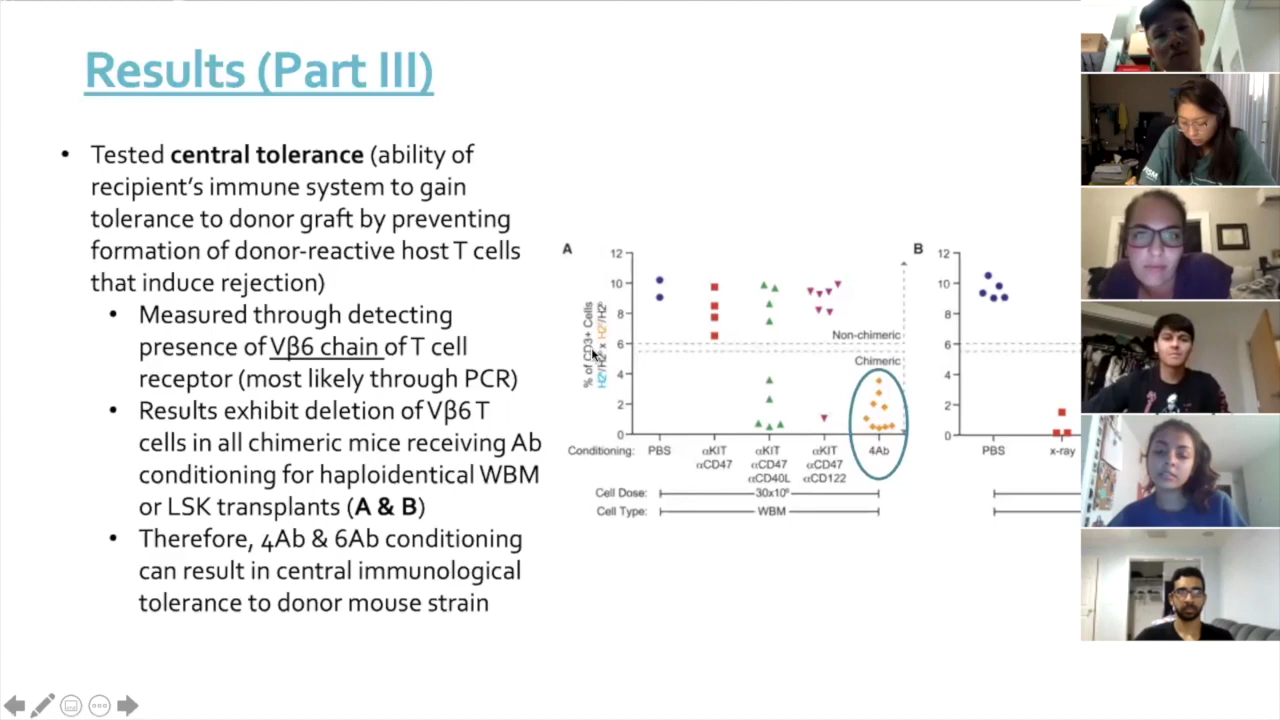 Results (Part III)
• Tested central tolerance (ability of
recipient's immune system to gain
tolerance to donor graft by preventing
formation of donor-reactive host T cells
that induce rejection)
• Measured through detecting
presence of Vβ6 chain of T cell
receptor (most likely through PCR)
• Results exhibit deletion of Vβ6 T
cells in all chimeric mice receiving Ab
conditioning for haploidentical WBM
or LSK transplants (A & B)
• Therefore, 4Ab & 6Ab conditioning
can result in central immunological
tolerance to donor mouse strain
A
% of CD3+ Cells
12
10
8
6
4
2
0
Non-chimeric
Chimeric
Conditioning: PBS αKIT αKIT αKIT 4Ab
αCD47 αCD47 αCD47
αCD40L αCD122
Cell Dose: 30x10⁶
Cell Type: WBM
B
12
10
8
6
4
2
0
PBS x-ray